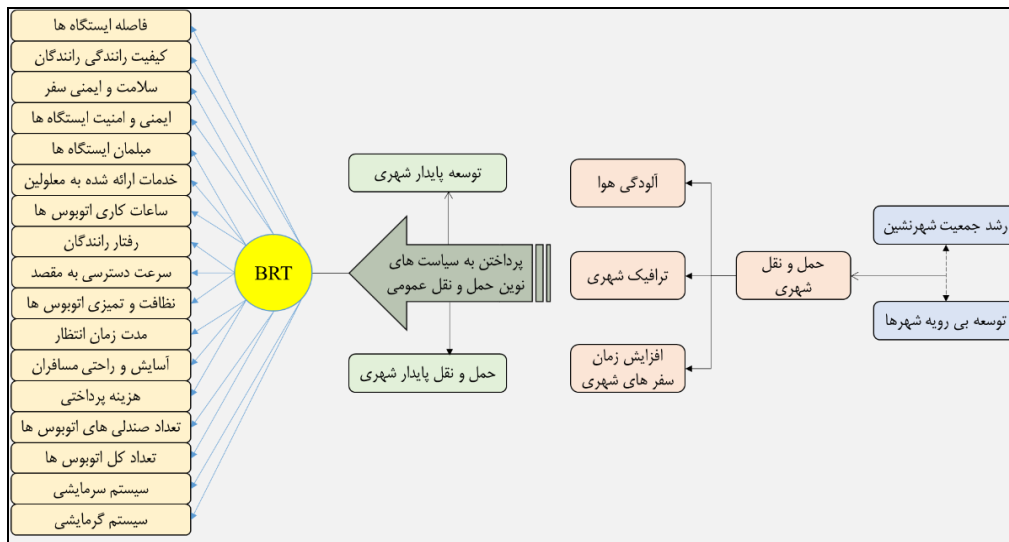 رشد جمعیت شهرنشین
توسعه بی رویه شهرها
حمل و نقل
شهری
آلودگی هوا
ترافیک شهری
افزایش زمان
سفر های شهری
توسعه پایدار شهری
پرداختن به سیاست های
نوین حمل و نقل عمومی
حمل و نقل پایدار شهری
BRT
فاصله ایستگاه ها
کیفیت رانندگی رانندگان
سلامت و ایمنی سفر
ایمنی و امنیت ایستگاه ها
مبلمان ایستگاه ها
خدمات ارائه شده به معلولین
ساعات کاری اتوبوس ها
رفتار رانندگان
سرعت دسترسی به مقصد
نظافت و تمیزی اتوبوس ها
مدت زمان انتظار
آسایش و راحتی مسافران
هزینه پرداختی
تعداد صندلی های اتوبوس ها
تعداد کل اتوبوس ها
سیستم سرمایشی
سیستم گرمایشی